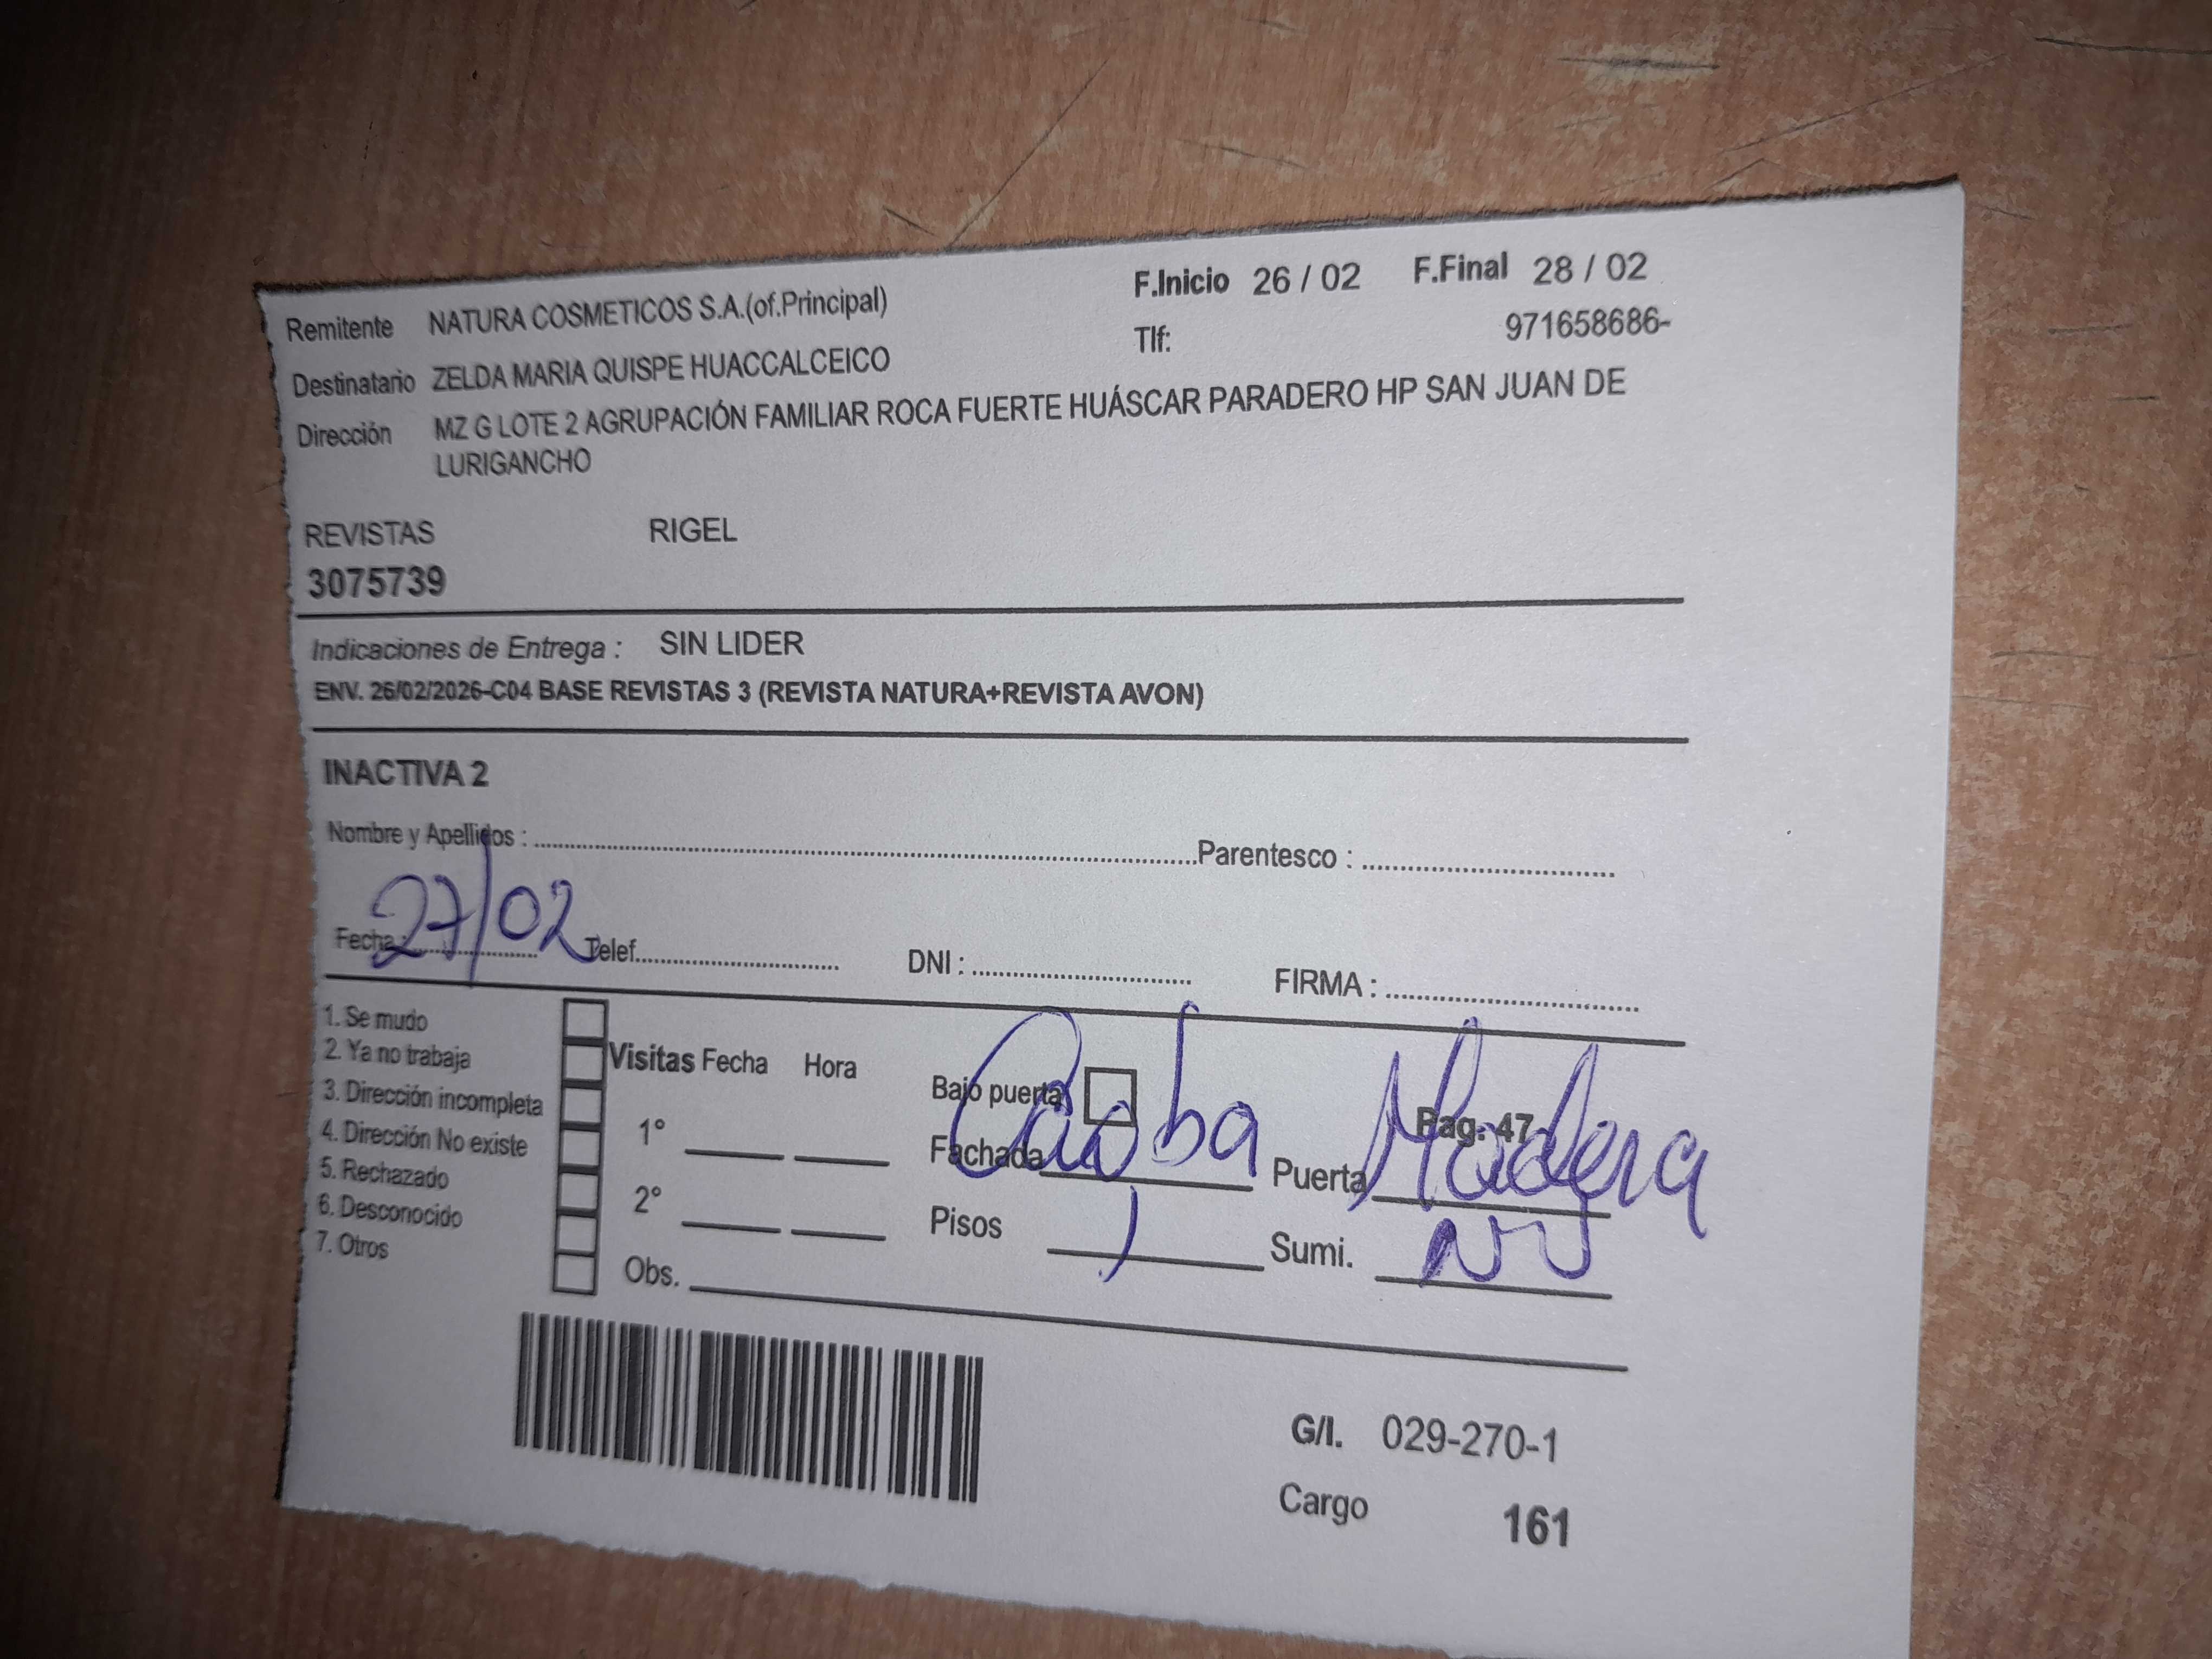 Remitente NATURA COSMETICOS S.A.(of.Principal) F.Inicio 26 / 02 F.Final 28 / 02
Tlf: 971658686-
Destinatario ZELDA MARIA QUISPE HUACCALCEICO
Dirección MZ G LOTE 2 AGRUPACIÓN FAMILIAR ROCA FUERTE HUÁSCAR PARADERO HP SAN JUAN DE
LURIGANCHO
REVISTAS RIGEL
3075739
Indicaciones de Entrega : SIN LIDER
ENV. 26/02/2026-C04 BASE REVISTAS 3 (REVISTA NATURA+REVISTA AVON)
INACTIVA 2
Nombre y Apellidos : Parentesco :
Fecha : 27/02 Telef. DNI : FIRMA :
1. Se mudo
2. Ya no trabaja
3. Dirección incompleta
4. Dirección No existe
5. Rechazado
6. Desconocido
7. Otros
Visitas Fecha Hora
1°
2°
Obs.
Bajo puerta Pag. 47
Fachada Caoba Puerta Madera
Pisos 1 Sumi.
G/I. 029-270-1
Cargo 161